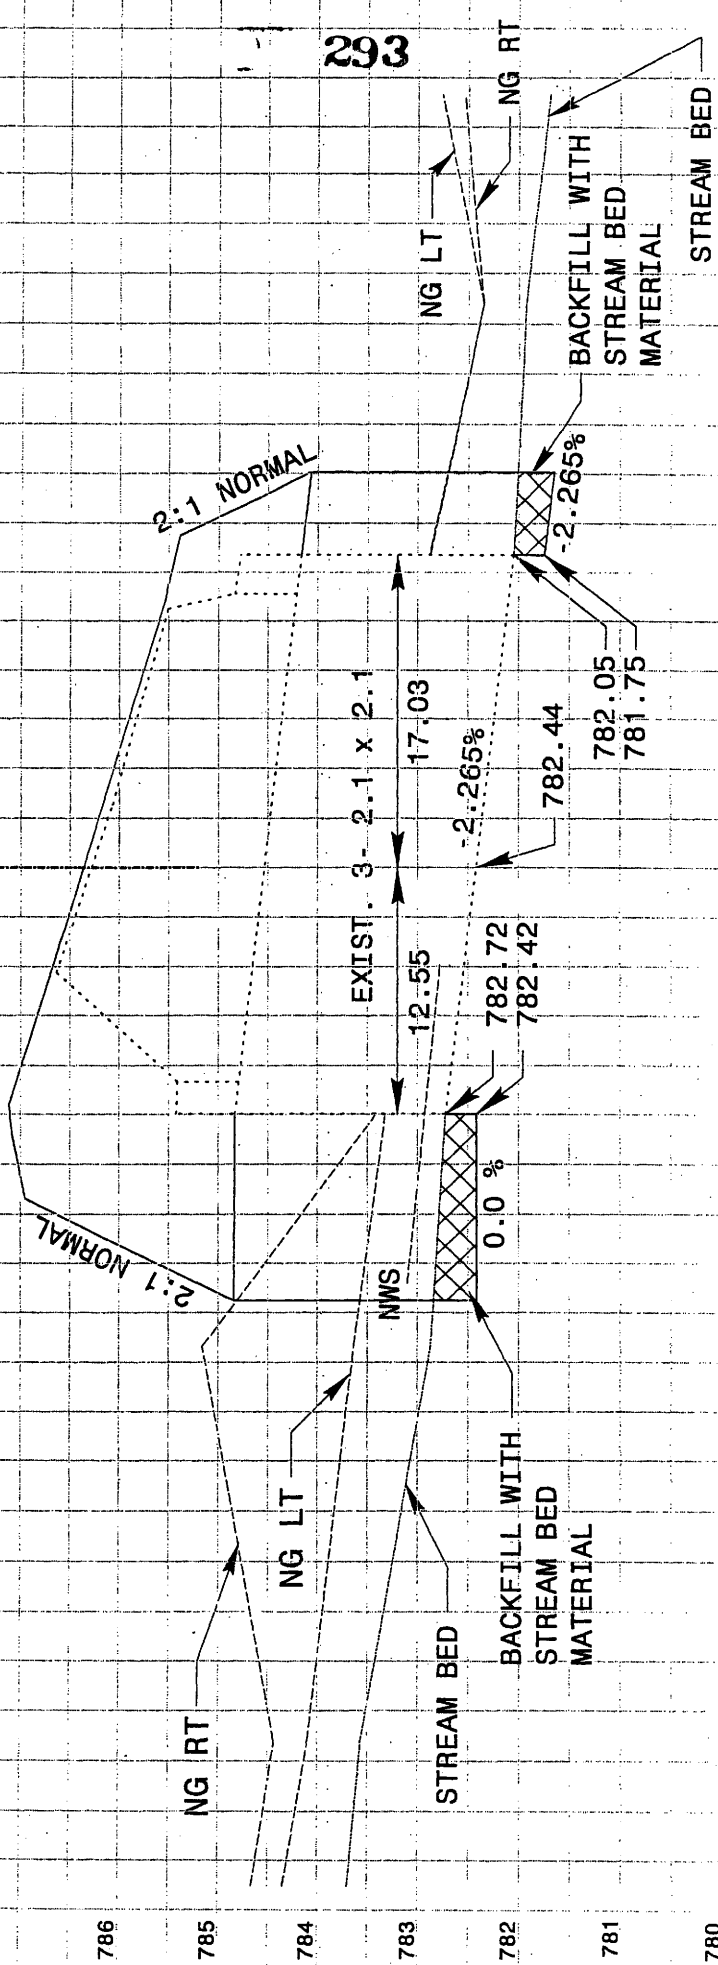 293
NG LT
NG RT
STREAM BED
BACKFILL WITH
STREAM BED
MATERIAL
2:1 NORMAL
-2.265%
782.05
781.75
EXIST. 3- 2.1 x 2.1
12.55
17.03
-2.265%
782.44
782.72
782.42
0.0 %
2:1 NORMAL
NWS
NG RT
NG LT
STREAM BED
BACKFILL WITH
STREAM BED
MATERIAL
786
785
784
783
782
781
780